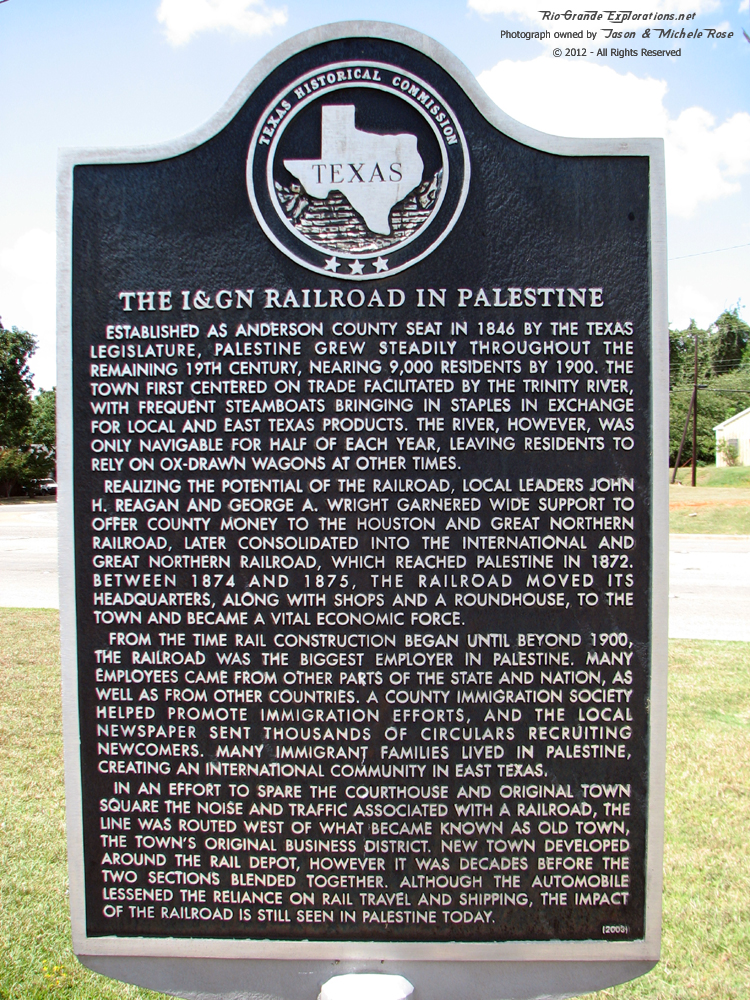 Rio Grande Explorations.net
Photograph owned by Jason & Michele Rose
© 2012 - All Rights Reserved
TEXAS HISTORICAL COMMISSION
TEXAS
THE I&GN RAILROAD IN PALESTINE
ESTABLISHED AS ANDERSON COUNTY SEAT IN 1846 BY THE TEXAS
LEGISLATURE, PALESTINE GREW STEADILY THROUGHOUT THE
REMAINING 19TH CENTURY, NEARING 9,000 RESIDENTS BY 1900. THE
TOWN FIRST CENTERED ON TRADE FACILITATED BY THE TRINITY RIVER,
WITH FREQUENT STEAMBOATS BRINGING IN STAPLES IN EXCHANGE
FOR LOCAL AND EAST TEXAS PRODUCTS. THE RIVER, HOWEVER, WAS
ONLY NAVIGABLE FOR HALF OF EACH YEAR, LEAVING RESIDENTS TO
RELY ON OX-DRAWN WAGONS AT OTHER TIMES.
REALIZING THE POTENTIAL OF THE RAILROAD, LOCAL LEADERS JOHN
H. REAGAN AND GEORGE A. WRIGHT GARNERED WIDE SUPPORT TO
OFFER COUNTY MONEY TO THE HOUSTON AND GREAT NORTHERN
RAILROAD, LATER CONSOLIDATED INTO THE INTERNATIONAL AND
GREAT NORTHERN RAILROAD, WHICH REACHED PALESTINE IN 1872.
BETWEEN 1874 AND 1875, THE RAILROAD MOVED ITS
HEADQUARTERS, ALONG WITH SHOPS AND A ROUNDHOUSE, TO THE
TOWN AND BECAME A VITAL ECONOMIC FORCE.
FROM THE TIME RAIL CONSTRUCTION BEGAN UNTIL BEYOND 1900,
THE RAILROAD WAS THE BIGGEST EMPLOYER IN PALESTINE. MANY
EMPLOYEES CAME FROM OTHER PARTS OF THE STATE AND NATION, AS
WELL AS FROM OTHER COUNTRIES. A COUNTY IMMIGRATION SOCIETY
HELPED PROMOTE IMMIGRATION EFFORTS, AND THE LOCAL
NEWSPAPER SENT THOUSANDS OF CIRCULARS RECRUITING
NEWCOMERS. MANY IMMIGRANT FAMILIES LIVED IN PALESTINE,
CREATING AN INTERNATIONAL COMMUNITY IN EAST TEXAS.
IN AN EFFORT TO SPARE THE COURTHOUSE AND ORIGINAL TOWN
SQUARE THE NOISE AND TRAFFIC ASSOCIATED WITH A RAILROAD, THE
LINE WAS ROUTED WEST OF WHAT BECAME KNOWN AS OLD TOWN,
THE TOWN'S ORIGINAL BUSINESS DISTRICT. NEW TOWN DEVELOPED
AROUND THE RAIL DEPOT, HOWEVER IT WAS DECADES BEFORE THE
TWO SECTIONS BLENDED TOGETHER. ALTHOUGH THE AUTOMOBILE
LESSENED THE RELIANCE ON RAIL TRAVEL AND SHIPPING, THE IMPACT
OF THE RAILROAD IS STILL SEEN IN PALESTINE TODAY.